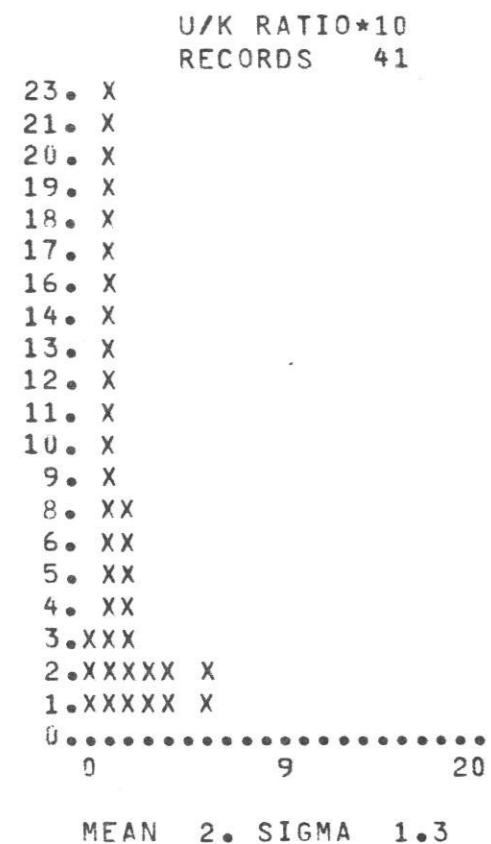 U/K RATIO*10
RECORDS 41
23. X
21. X
20. X
19. X
18. X
17. X
16. X
14. X
13. X
12. X
11. X
10. X
9. X
8. XX
6. XX
5. XX
4. XX
3.XXX
2.XXXXX X
1.XXXXX X
0......................
0 9 20
MEAN 2. SIGMA 1.3